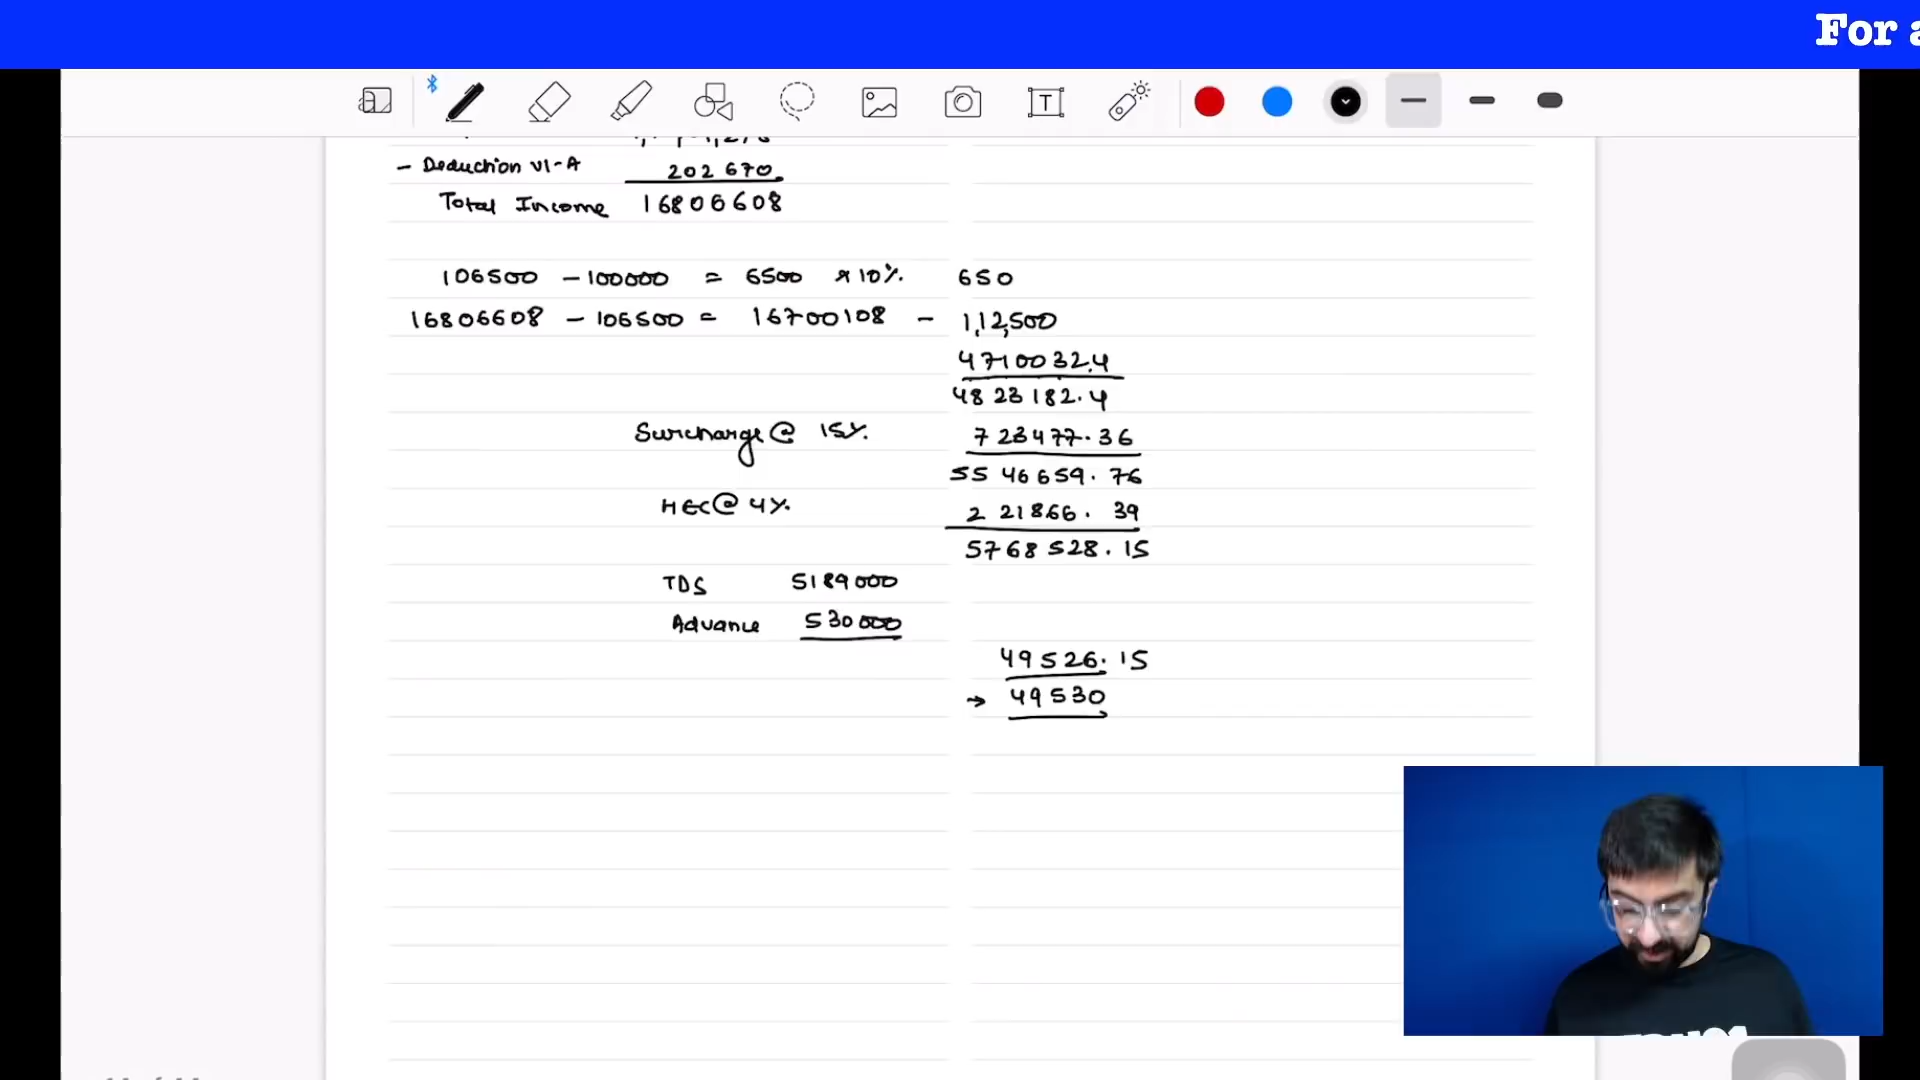 For a
- Deduction VI-A 202670
Total Income 16806608
106500 - 100000 = 6500 * 10% 650
16806608 - 106500 = 16700108 - 1,12,500
4710032.4
4823182.4
Surcharge @ 15% 723477.36
5546659.76
HEC @ 4% 221866.39
5768528.15
TDS 5189000
Advance 530000
49526.15
→ 49530